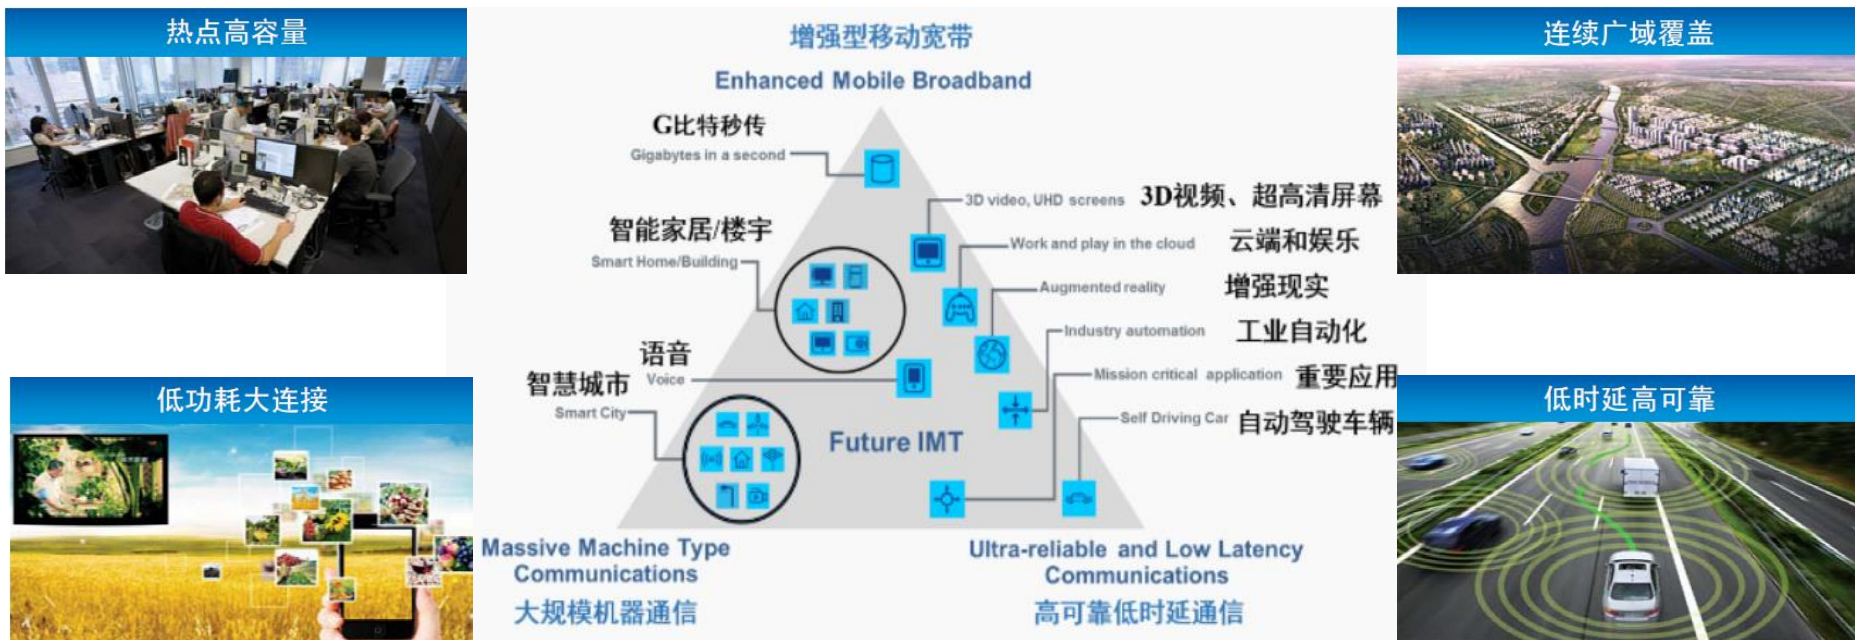 热点高容量
增强型移动宽带
Enhanced Mobile Broadband
连续广域覆盖
G比特秒传
Gigabytes in a second
3D video, UHD screens 3D视频、超高清屏幕
智能家居/楼宇
Smart Home/Building
Work and play in the cloud 云端和娱乐
Augmented reality 增强现实
Industry automation 工业自动化
语音
Voice
Mission critical application 重要应用
智慧城市
Smart City
Self Driving Car 自动驾驶车辆
Future IMT
低功耗大连接
低时延高可靠
Massive Machine Type
Communications
大规模机器通信
Ultra-reliable and Low Latency
Communications
高可靠低时延通信